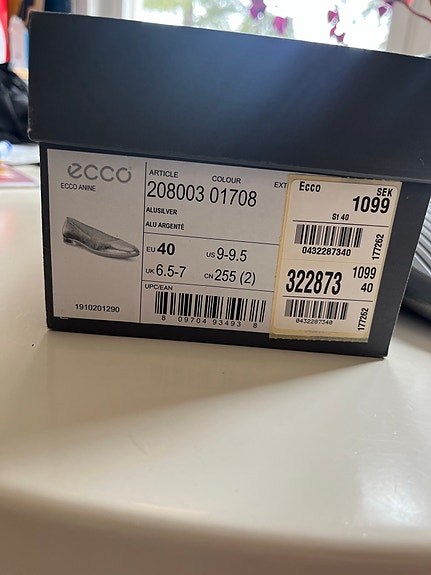 ecco
ECCO ANINE
1910201290
ARTICLE COLOUR
208003 01708
ALUSILVER
ALU ARGENTÉ
EU 40 US 9-9.5
UK 6.5-7 CN 255 (2)
UPC/EAN
8 09704 93493 8
Ecco SEK
1099
St 40
0432287340
177262
322873 1099
40
0432287340
177262